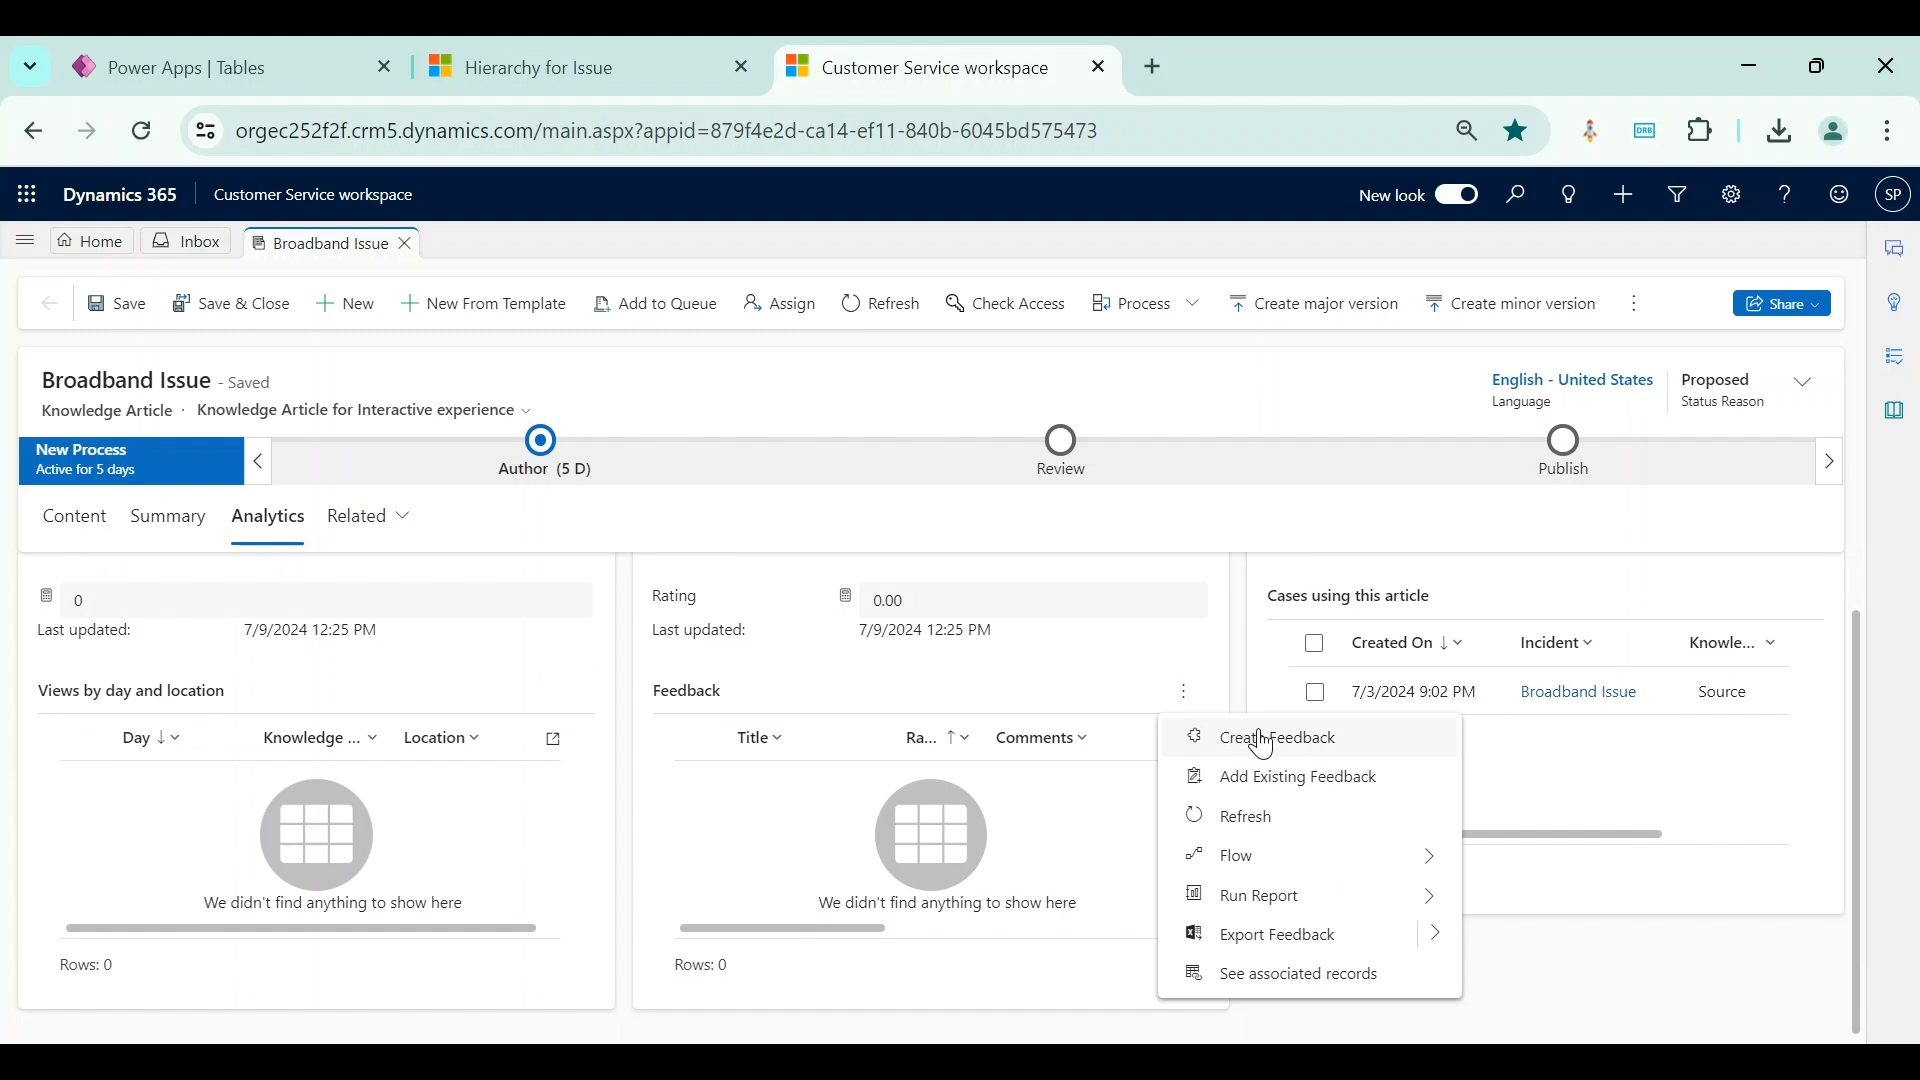 Power Apps | Tables
Hierarchy for Issue
Customer Service workspace
orgec252f2f.crm5.dynamics.com/main.aspx?appid=879f4e2d-ca14-ef11-840b-6045bd575473
DRB
Dynamics 365
Customer Service workspace
New look
SP
Home
Inbox
Broadband Issue
Save
Save & Close
New
New From Template
Add to Queue
Assign
Refresh
Check Access
Process
Create major version
Create minor version
Share
Broadband Issue - Saved
Knowledge Article · Knowledge Article for Interactive experience
English - United States
Language
Proposed
Status Reason
New Process
Active for 5 days
Author (5 D)
Review
Publish
Content
Summary
Analytics
Related
0
Last updated: 7/9/2024 12:25 PM
Views by day and location
Day
Knowledge ...
Location
We didn't find anything to show here
Rows: 0
Rating
0.00
Last updated: 7/9/2024 12:25 PM
Feedback
Title
Ra...
Comments
We didn't find anything to show here
Rows: 0
Cases using this article
Created On
Incident
Knowle...
7/3/2024 9:02 PM
Broadband Issue
Source
Create Feedback
Add Existing Feedback
Refresh
Flow
Run Report
Export Feedback
See associated records